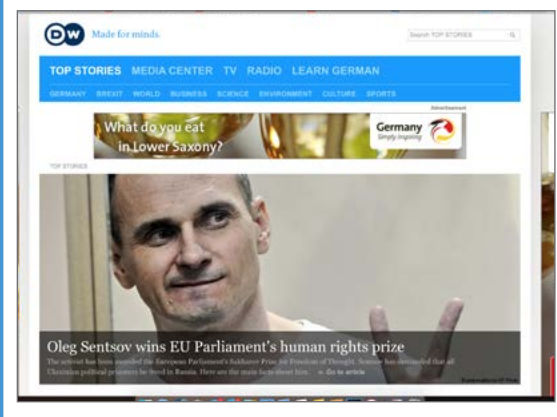 DW Made for minds.
Search TOP STORIES
TOP STORIES MEDIA CENTER TV RADIO LEARN GERMAN
GERMANY BREXIT WORLD BUSINESS SCIENCE ENVIRONMENT CULTURE SPORTS
Advertisement
What do you eat
in Lower Saxony?
Germany
Simply inspiring
TOP STORIES
Oleg Sentsov wins EU Parliament's human rights prize
The activist has been awarded the European Parliament's Sakharov Prize for Freedom of Thought. Sentsov has demanded that all
Ukrainian political prisoners be freed in Russia. Here are the main facts about him. » Go to article